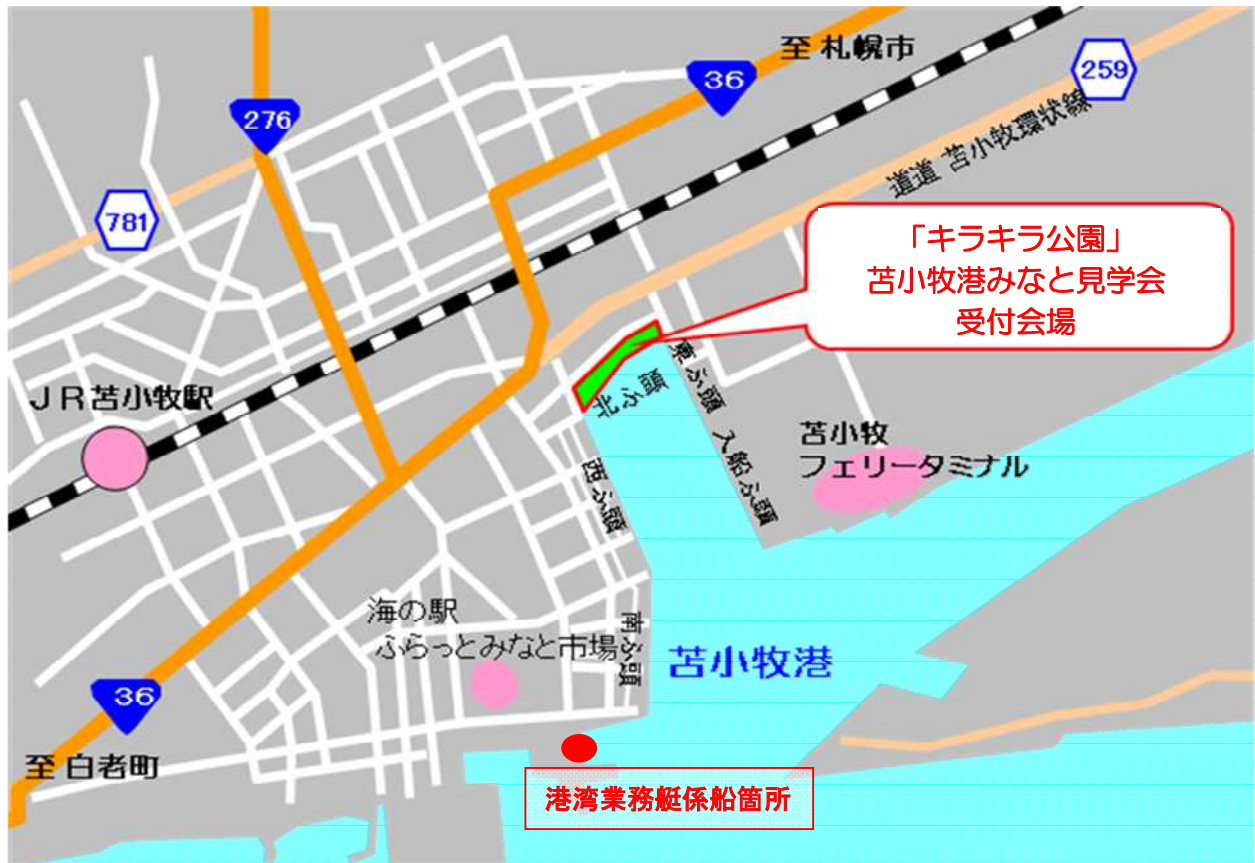 至 札幌市
36
259
276
道道 苫小牧環状線
781
「キラキラ公園」
苫小牧港みなと見学会
受付会場
JR苫小牧駅
北ふ頭
東ふ頭
入船ふ頭
西ふ頭
苫小牧
フェリータミナル
海の駅
ふらっとみなと市場
南ふ頭
苫小牧港
36
至 白老町
港湾業務艇係船箇所